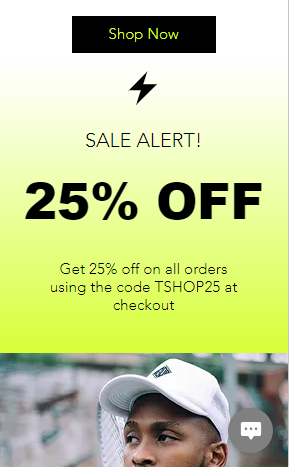 Shop Now
SALE ALERT!
25% OFF
Get 25% off on all orders
using the code TSHOP25 at
checkout